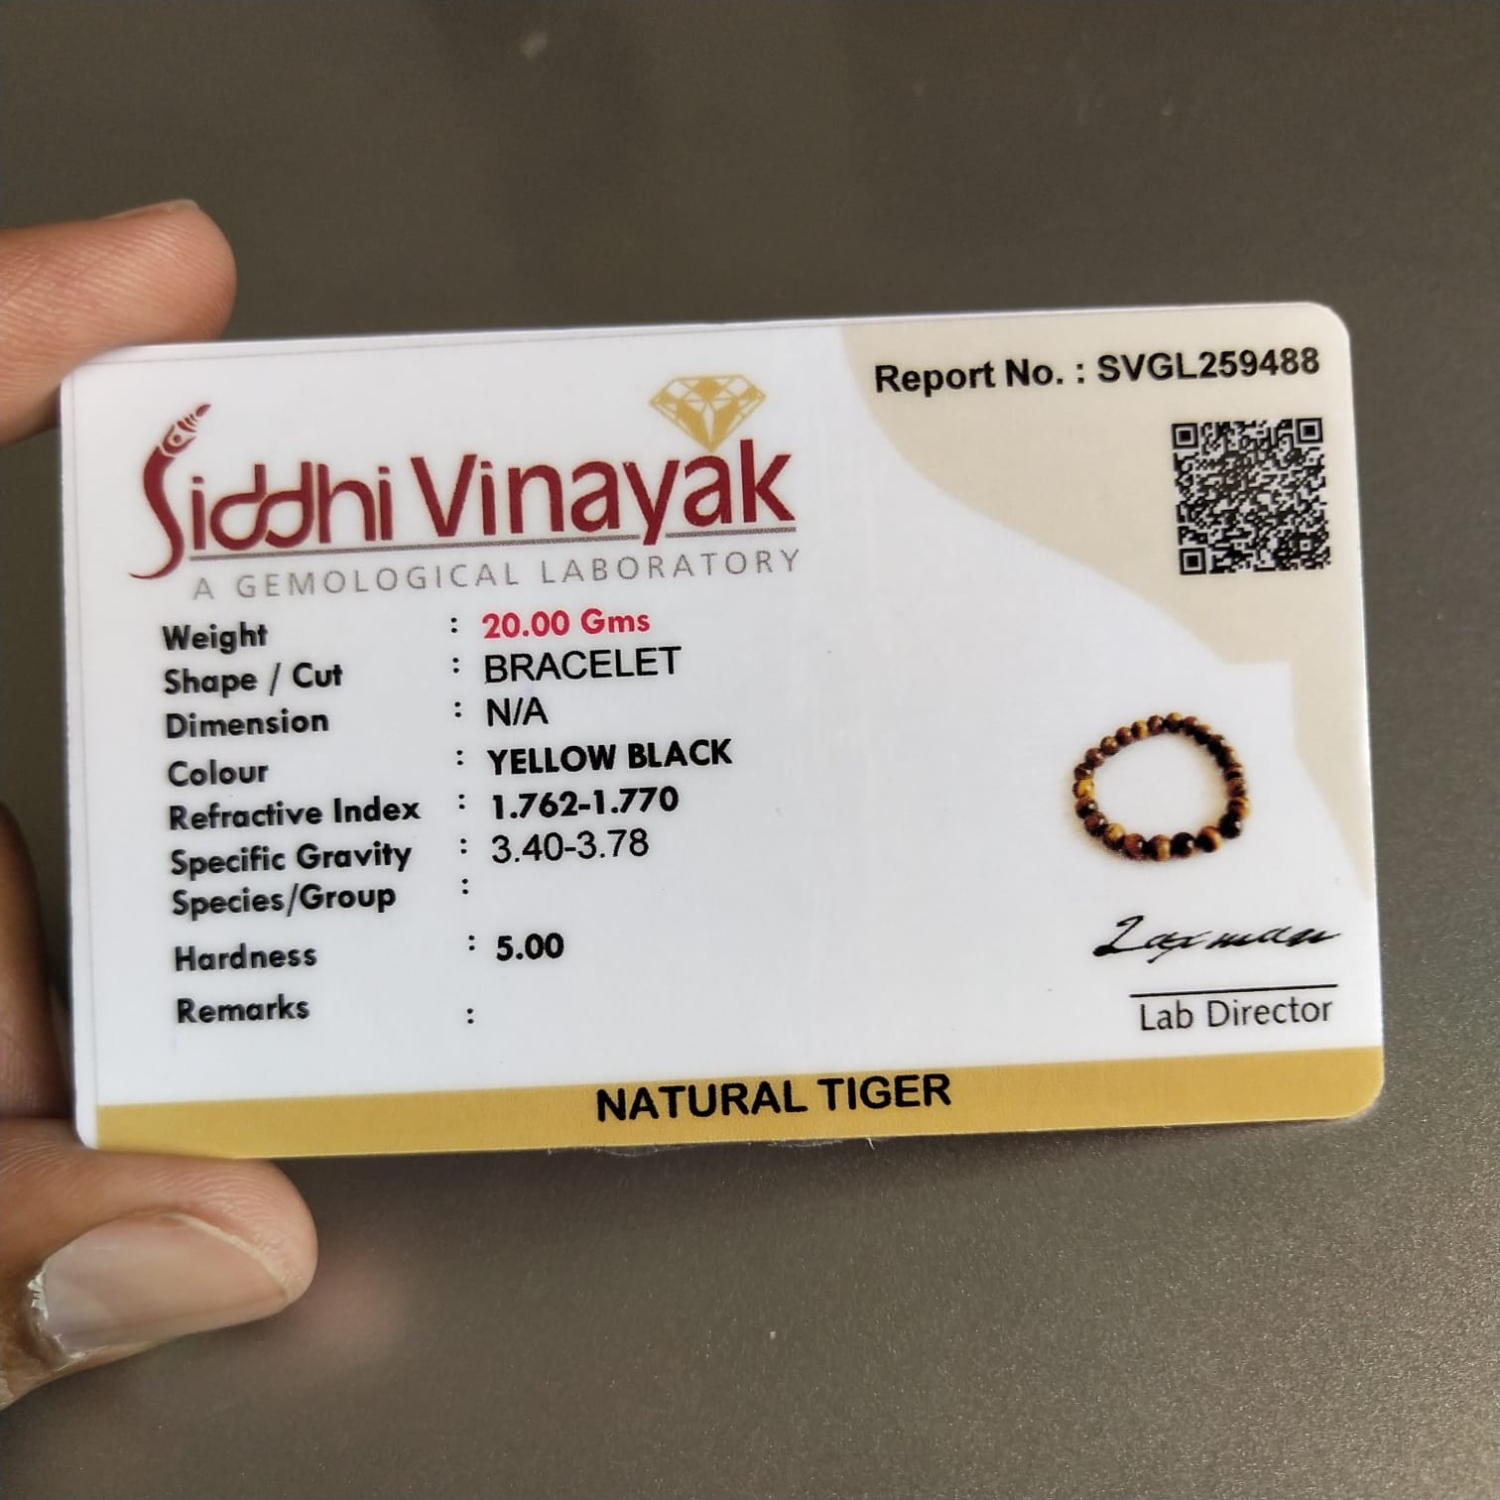 Report No. : SVGL259488
Siddhi Vinayak
A GEMOLOGICAL LABORATORY
Weight : 20.00 Gms
Shape / Cut : BRACELET
Dimension : N/A
Colour : YELLOW BLACK
Refractive Index : 1.762-1.770
Specific Gravity : 3.40-3.78
Species/Group :
Hardness : 5.00
Remarks :
Laxman
Lab Director
NATURAL TIGER